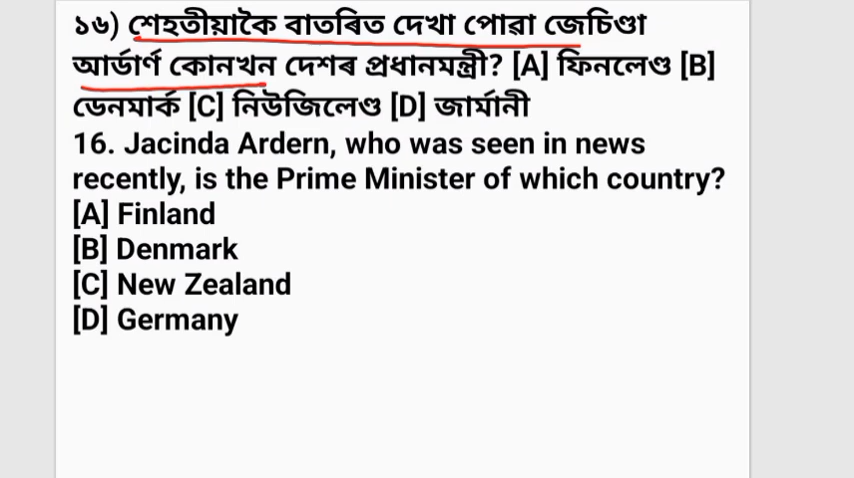 ১৬) শেহতীয়াকৈ বাতৰিত দেখা পোৱা জেচিণ্ডা
আৰ্ডাৰ্ণ কোনখন দেশৰ প্ৰধানমন্ত্ৰী? [A] ফিনলেণ্ড [B]
ডেনমাৰ্ক [C] নিউজিলেণ্ড [D] জাৰ্মানী
16. Jacinda Ardern, who was seen in news
recently, is the Prime Minister of which country?
[A] Finland
[B] Denmark
[C] New Zealand
[D] Germany